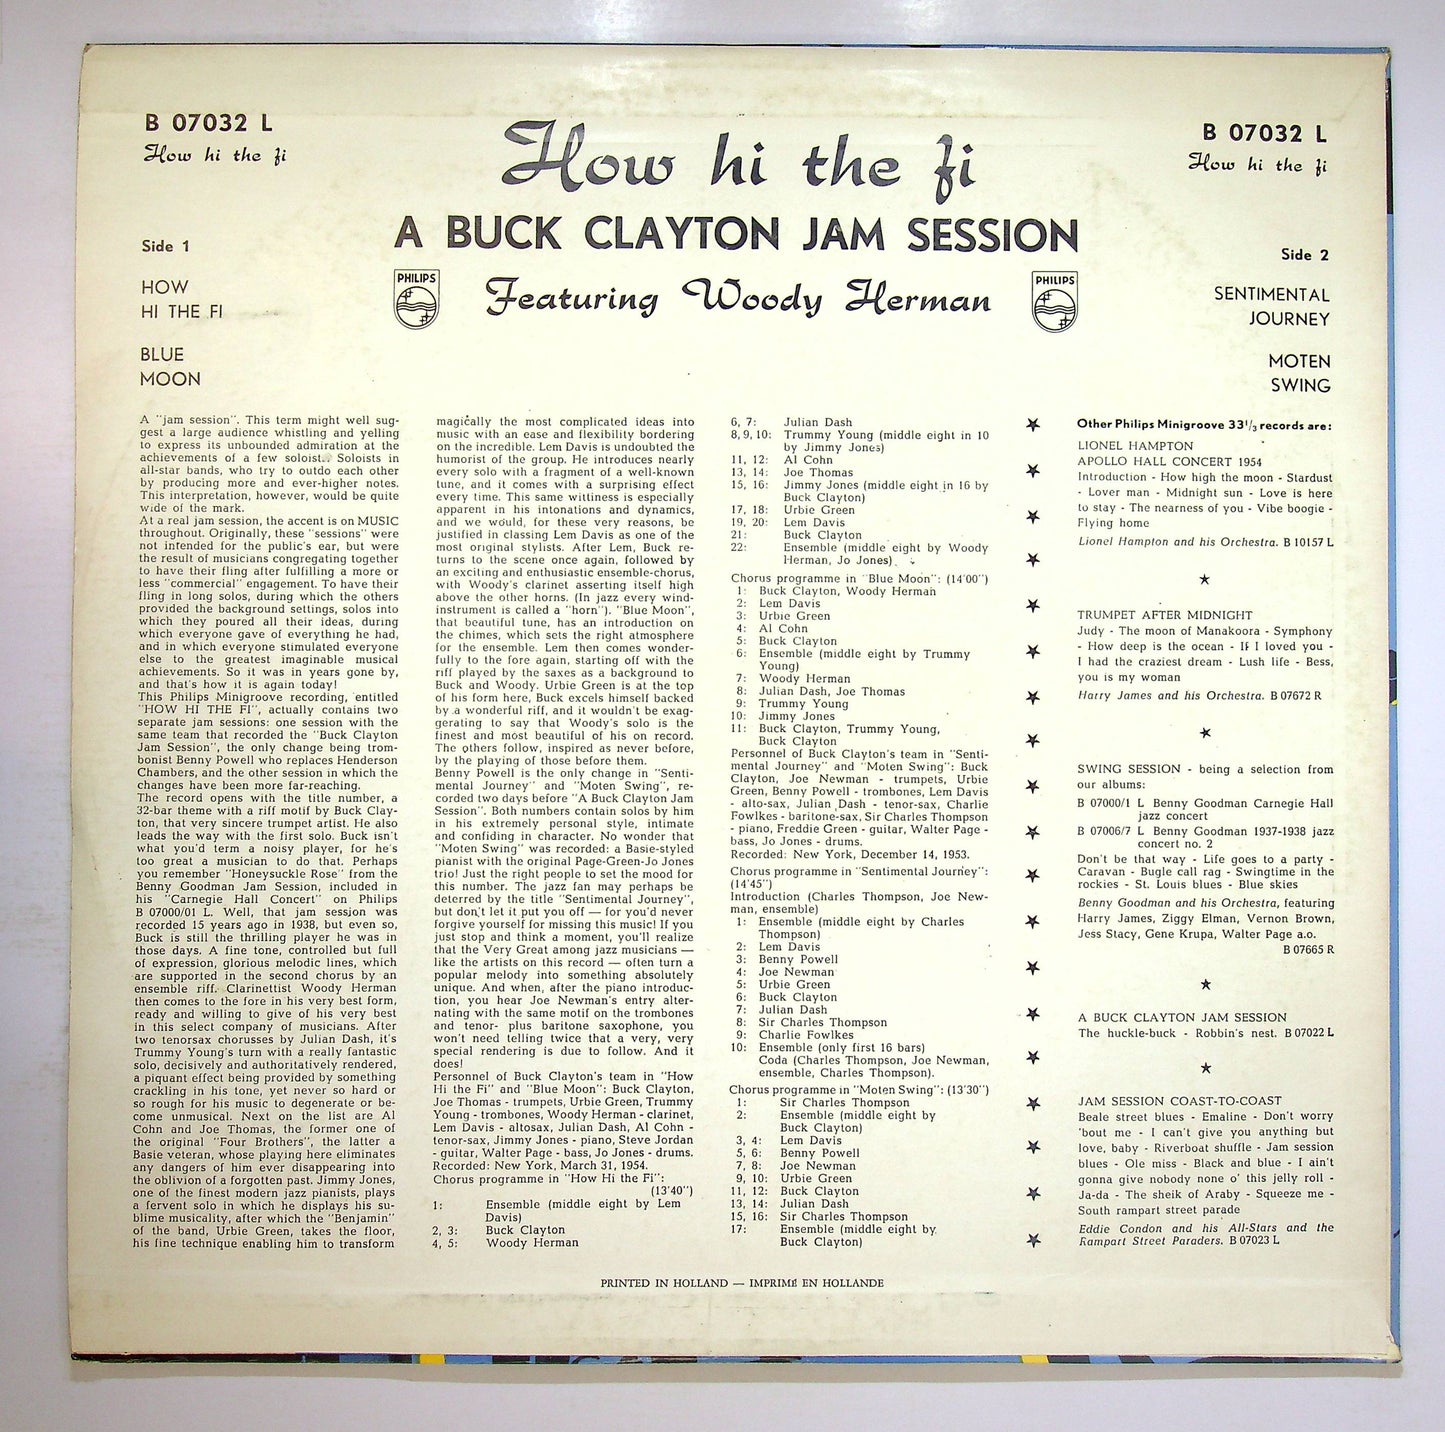 B 07032 L
How hi the fi
How hi the fi
A BUCK CLAYTON JAM SESSION
PHILIPS
Featuring Woody Herman
PHILIPS
B 07032 L
How hi the fi
Side 1
HOW
HI THE FI
BLUE
MOON
Side 2
SENTIMENTAL
JOURNEY
MOTEN
SWING
A "jam session". This term might well sug-
gest a large audience whistling and yelling
to express its unbounded admiration at the
achievements of a few soloist.. Soloists in
all-star bands, who try to outdo each other
by producing more and ever-higher notes.
This interpretation, however, would be quite
wide of the mark.
At a real jam session, the accent is on MUSIC
throughout. Originally, these "sessions" were
not intended for the public's ear, but were
the result of musicians congregating together
to have their fling after fulfilling a more or
less "commercial" engagement. To have their
fling in long solos, during which the others
provided the background settings, solos into
which they poured all their ideas, during
which everyone gave of everything he had,
and in which everyone stimulated everyone
else to the greatest imaginable musical
achievements. So it was in years gone by,
and that's how it is again today!
This Philips Minigroove recording, entitled
"HOW HI THE FI", actually contains two
separate jam sessions: one session with the
same team that recorded the "Buck Clayton
Jam Session", the only change being trom-
bonist Benny Powell who replaces Henderson
Chambers, and the other session in which the
changes have been more far-reaching.
The record opens with the title number, a
32-bar theme with a riff motif by Buck Clay-
ton, that very sincere trumpet artist. He also
leads the way with the first solo. Buck isn't
what you'd term a noisy player, for he's
too great a musician to do that. Perhaps
you remember "Honeysuckle Rose" from the
Benny Goodman Jam Session, included in
his "Carnegie Hall Concert" on Philips
B 07000/01 L. Well, that jam session was
recorded 15 years ago in 1938, but even so,
Buck is still the thrilling player he was in
those days. A fine tone, controlled but full
of expression, glorious melodic lines, which
are supported in the second chorus by an
ensemble riff. Clarinettist Woody Herman
then comes to the fore in his very best form,
ready and willing to give of his very best
in this select company of musicians. After
two tenorsax chorusses by Julian Dash, it's
Trummy Young's turn with a really fantastic
solo, decisively and authoritatively rendered,
a piquant effect being provided by something
crackling in his tone, yet never so hard or
so rough for his music to degenerate or be-
come unmusical. Next on the list are Al
Cohn and Joe Thomas, the former one of
the original "Four Brothers", the latter a
Basie veteran, whose playing here eliminates
any dangers of him ever disappearing into
the oblivion of a forgotten past. Jimmy Jones,
one of the finest modern jazz pianists, plays
a fervent solo in which he displays his su-
blime musicality, after which the "Benjamin"
of the band, Urbie Green, takes the floor,
his fine technique enabling him to transform
magically the most complicated ideas into
music with an ease and flexibility bordering
on the incredible. Lem Davis is undoubted the
humorist of the group. He introduces nearly
every solo with a fragment of a well-known
tune, and it comes with a surprising effect
every time. This same wittiness is especially
apparent in his intonations and dynamics,
and we would, for these very reasons, be
justified in classing Lem Davis as one of the
most original stylists. After Lem, Buck re-
turns to the scene once again, followed by
an exciting and enthusiastic ensemble-chorus,
with Woody's clarinet asserting itself high
above the other horns. (In jazz every wind-
instrument is called a "horn"). "Blue Moon",
that beautiful tune, has an introduction on
the chimes, which sets the right atmosphere
for the ensemble. Lem then comes wonder-
fully to the fore again, starting off with the
riff played by the saxes as a background to
Buck and Woody. Urbie Green is at the top
of his form here, Buck excels himself backed
by a wonderful riff, and it wouldn't be exag-
gerating to say that Woody's solo is the
finest and most beautiful of his on record.
The others follow, inspired as never before,
by the playing of those before them.
Benny Powell is the only change in "Senti-
mental Journey" and "Moten Swing", re-
corded two days before "A Buck Clayton Jam
Session". Both numbers contain solos by him
in his extremely personal style, intimate
and confiding in character. No wonder that
"Moten Swing" was recorded: a Basie-styled
pianist with the original Page-Green-Jo Jones
trio! Just the right people to set the mood for
this number. The jazz fan may perhaps be
deterred by the title "Sentimental Journey",
but don't let it put you off — for you'd never
forgive yourself for missing this music! If you
just stop and think a moment, you'll realize
that the Very Great among jazz musicians —
like the artists on this record — often turn a
popular melody into something absolutely
unique. And when, after the piano introduc-
tion, you hear Joe Newman's entry alter-
nating with the same motif on the trombones
and tenor- plus baritone saxophone, you
won't need telling twice that a very, very
special rendering is due to follow. And it
does!
Personnel of Buck Clayton's team in "How
Hi the Fi" and "Blue Moon": Buck Clayton,
Joe Thomas - trumpets, Urbie Green, Trummy
Young - trombones, Woody Herman - clarinet,
Lem Davis - altosax, Julian Dash, Al Cohn -
tenor-sax, Jimmy Jones - piano, Steve Jordan
- guitar, Walter Page - bass, Jo Jones - drums.
Recorded: New York, March 31, 1954.
Chorus programme in "How Hi the Fi":
(13'40")
1: Ensemble (middle eight by Lem
Davis)
2, 3: Buck Clayton
4, 5: Woody Herman
6, 7: Julian Dash
8, 9, 10: Trummy Young (middle eight in 10
by Jimmy Jones)
11, 12: Al Cohn
13, 14: Joe Thomas
15, 16: Jimmy Jones (middle eight in 16 by
Buck Clayton)
17, 18: Urbie Green
19, 20: Lem Davis
21: Buck Clayton
22: Ensemble (middle eight by Woody
Herman, Jo Jones)
Chorus programme in "Blue Moon": (14'00")
1: Buck Clayton, Woody Herman
2: Lem Davis
3: Urbie Green
4: Al Cohn
5: Buck Clayton
6: Ensemble (middle eight by Trummy
Young)
7: Woody Herman
8: Julian Dash, Joe Thomas
9: Trummy Young
10: Jimmy Jones
11: Buck Clayton, Trummy Young,
Buck Clayton
Personnel of Buck Clayton's team in "Senti-
mental Journey" and "Moten Swing": Buck
Clayton, Joe Newman - trumpets, Urbie
Green, Benny Powell - trombones, Lem Davis
- alto-sax, Julian Dash - tenor-sax, Charlie
Fowlkes - baritone-sax, Sir Charles Thompson
- piano, Freddie Green - guitar, Walter Page -
bass, Jo Jones - drums.
Recorded: New York, December 14, 1953.
Chorus programme in "Sentimental Journey":
(14'45")
Introduction (Charles Thompson, Joe New-
man, ensemble)
1: Ensemble (middle eight by Charles
Thompson)
2: Lem Davis
3: Benny Powell
4: Joe Newman
5: Urbie Green
6: Buck Clayton
7: Julian Dash
8: Sir Charles Thompson
9: Charlie Fowlkes
10: Ensemble (only first 16 bars)
Coda (Charles Thompson, Joe Newman,
ensemble, Charles Thompson).
Chorus programme in "Moten Swing": (13'30")
1: Sir Charles Thompson
2: Ensemble (middle eight by
Buck Clayton)
3, 4: Lem Davis
5, 6: Benny Powell
7, 8: Joe Newman
9, 10: Urbie Green
11, 12: Buck Clayton
13, 14: Julian Dash
15, 16: Sir Charles Thompson
17: Ensemble (middle eight by
Buck Clayton)
Other Philips Minigroove 33 1/3 records are:
LIONEL HAMPTON
APOLLO HALL CONCERT 1954
Introduction - How high the moon - Stardust
- Lover man - Midnight sun - Love is here
to stay - The nearness of you - Vibe boogie -
Flying home
Lionel Hampton and his Orchestra. B 10157 L
TRUMPET AFTER MIDNIGHT
Judy - The moon of Manakoora - Symphony
- How deep is the ocean - If I loved you -
I had the craziest dream - Lush life - Bess,
you is my woman
Harry James and his Orchestra. B 07672 R
SWING SESSION - being a selection from
our albums:
B 07000/1 L Benny Goodman Carnegie Hall
jazz concert
B 07006/7 L Benny Goodman 1937-1938 jazz
concert no. 2
Don't be that way - Life goes to a party -
Caravan - Bugle call rag - Swingtime in the
rockies - St. Louis blues - Blue skies
Benny Goodman and his Orchestra, featuring
Harry James, Ziggy Elman, Vernon Brown,
Jess Stacy, Gene Krupa, Walter Page a.o.
B 07665 R
A BUCK CLAYTON JAM SESSION
The huckle-buck - Robbin's nest. B 07022 L
JAM SESSION COAST-TO-COAST
Beale street blues - Emaline - Don't worry
'bout me - I can't give you anything but
love, baby - Riverboat shuffle - Jam session
blues - Ole miss - Black and blue - I ain't
gonna give nobody none o' this jelly roll -
Ja-da - The sheik of Araby - Squeeze me -
South rampart street parade
Eddie Condon and his All-Stars and the
Rampart Street Paraders. B 07023 L
PRINTED IN HOLLAND — IMPRIMÉ EN HOLLANDE